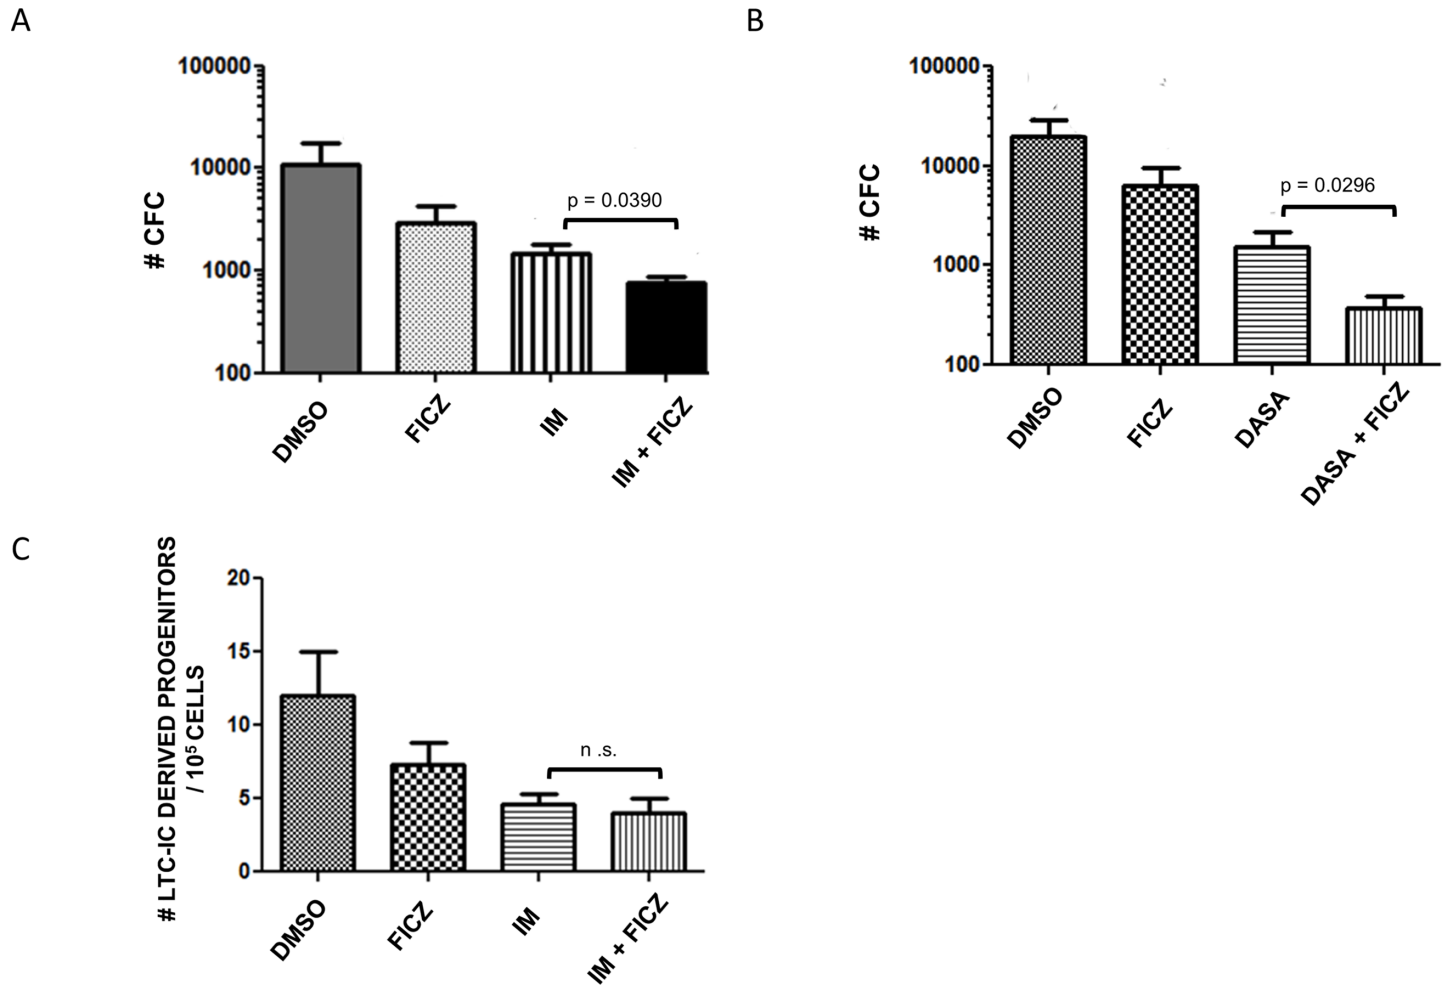 A
100000
10000
1000
100
# CFC
p = 0.0390
DMSO
FICZ
IM
IM + FICZ
B
100000
10000
1000
100
# CFC
p = 0.0296
DMSO
FICZ
DASA
DASA + FICZ
C
# LTC-IC DERIVED PROGENITORS
/ 10⁵ CELLS
20
15
10
5
0
n .s.
DMSO
FICZ
IM
IM + FICZ